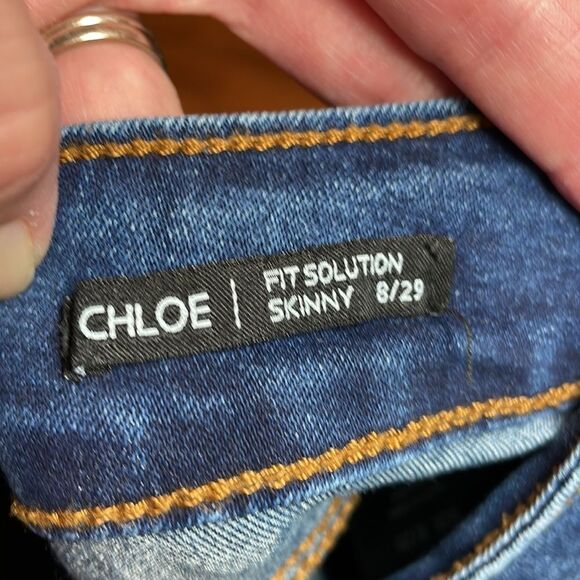 CHLOE | FIT SOLUTION
SKINNY 8/29